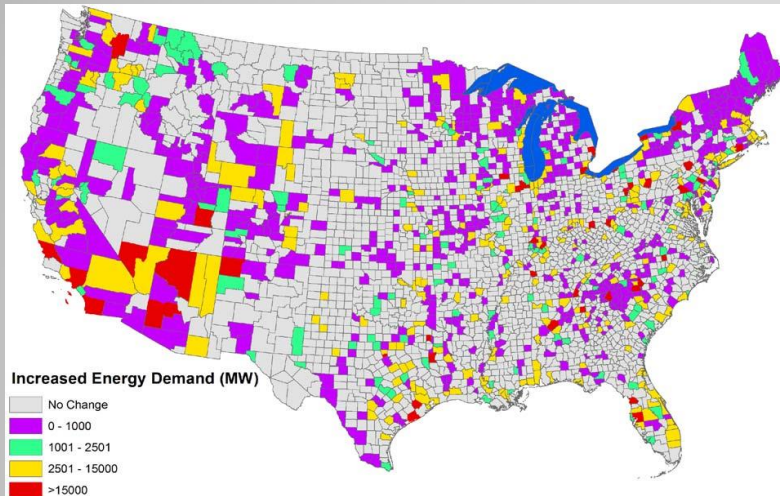 Increased Energy Demand (MW)
No Change
0 - 1000
1001 - 2501
2501 - 15000
>15000